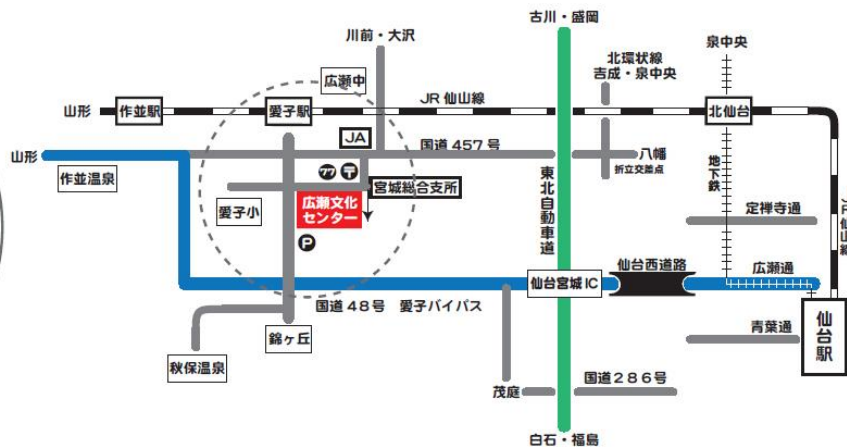 古川・盛岡
川前・大沢
北環状線
吉成・泉中央
泉中央
広瀬中
山形
作並駅
愛子駅
JR 仙山線
北仙台
JA
国道 457 号
八幡
折立交差点
山形
作並温泉
77
〒
宮城総合支所
愛子小
広瀬文化
センター
P
東北自動車道
地下鉄
定禅寺通
JR 仙山線
仙台宮城 IC
仙台西道路
広瀬通
国道 48号 愛子バイパス
仙台駅
青葉通
錦ヶ丘
秋保温泉
茂庭
国道286号
白石・福島